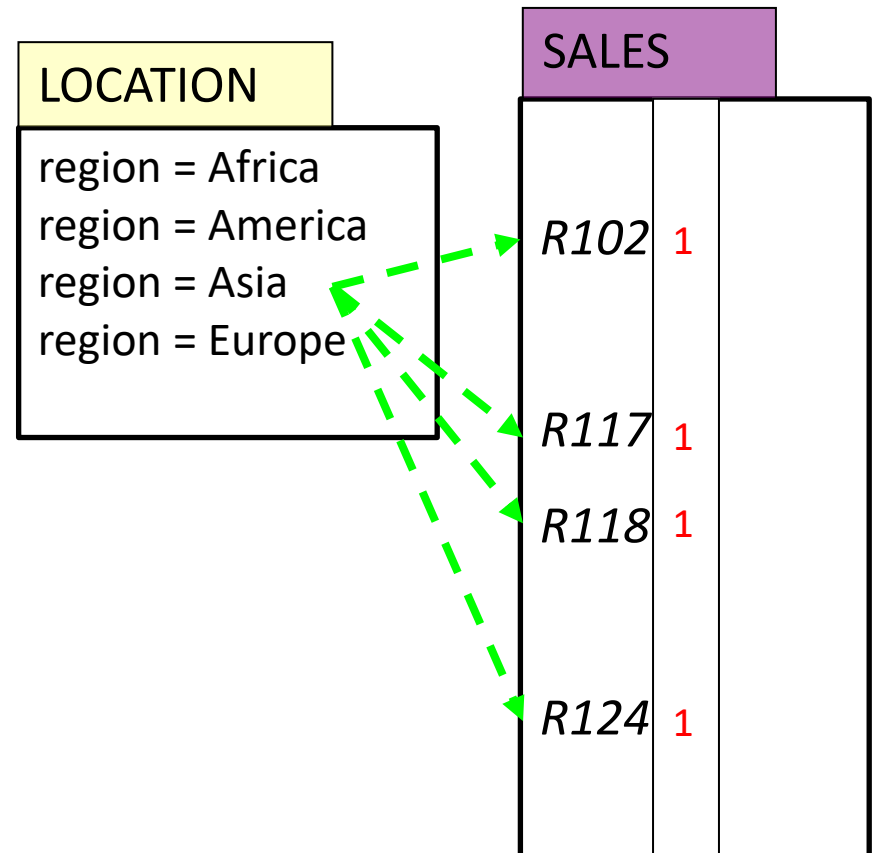 LOCATION
region = Africa
region = America
region = Asia
region = Europe
SALES
R102 1
R117 1
R118 1
R124 1